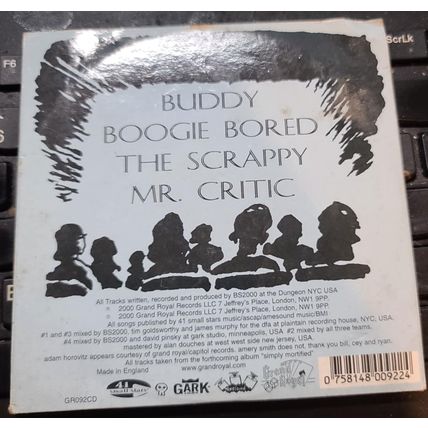 BUDDY
BOOGIE BORED
THE SCRAPPY
MR. CRITIC
All Tracks written, recorded and produced by BS2000 at the Dungeon NYC USA
℗ 2000 Grand Royal Records LLC 7 Jeffrey's Place, London, NW1 9PP.
© 2000 Grand Royal Records LLC 7 Jeffrey's Place, London, NW1 9PP.
All songs published by 41 small stars music/ascap/amesound music/BMI
#1 and #3 mixed by BS2000, tim goldsworthy and james murphy for the dfa at plaintain recording house, NYC, USA.
#4 mixed by BS2000 and david pinsky at gark studio, minneapolis, USA #2 mixed by all three teams.
mastered by alan douches at west west side new jersey, USA.
adam horovitz appears courtesy of grand royal/capitol records. amery smith does not. thank you bill, cey and ryan.
All tracks taken from the forthcoming album "simply mortified"
Made in England
www.grandroyal.com
GR092CD
41
small stars
GARK
Grand
Royal
0 758148 009224
F6
ScrLk
6